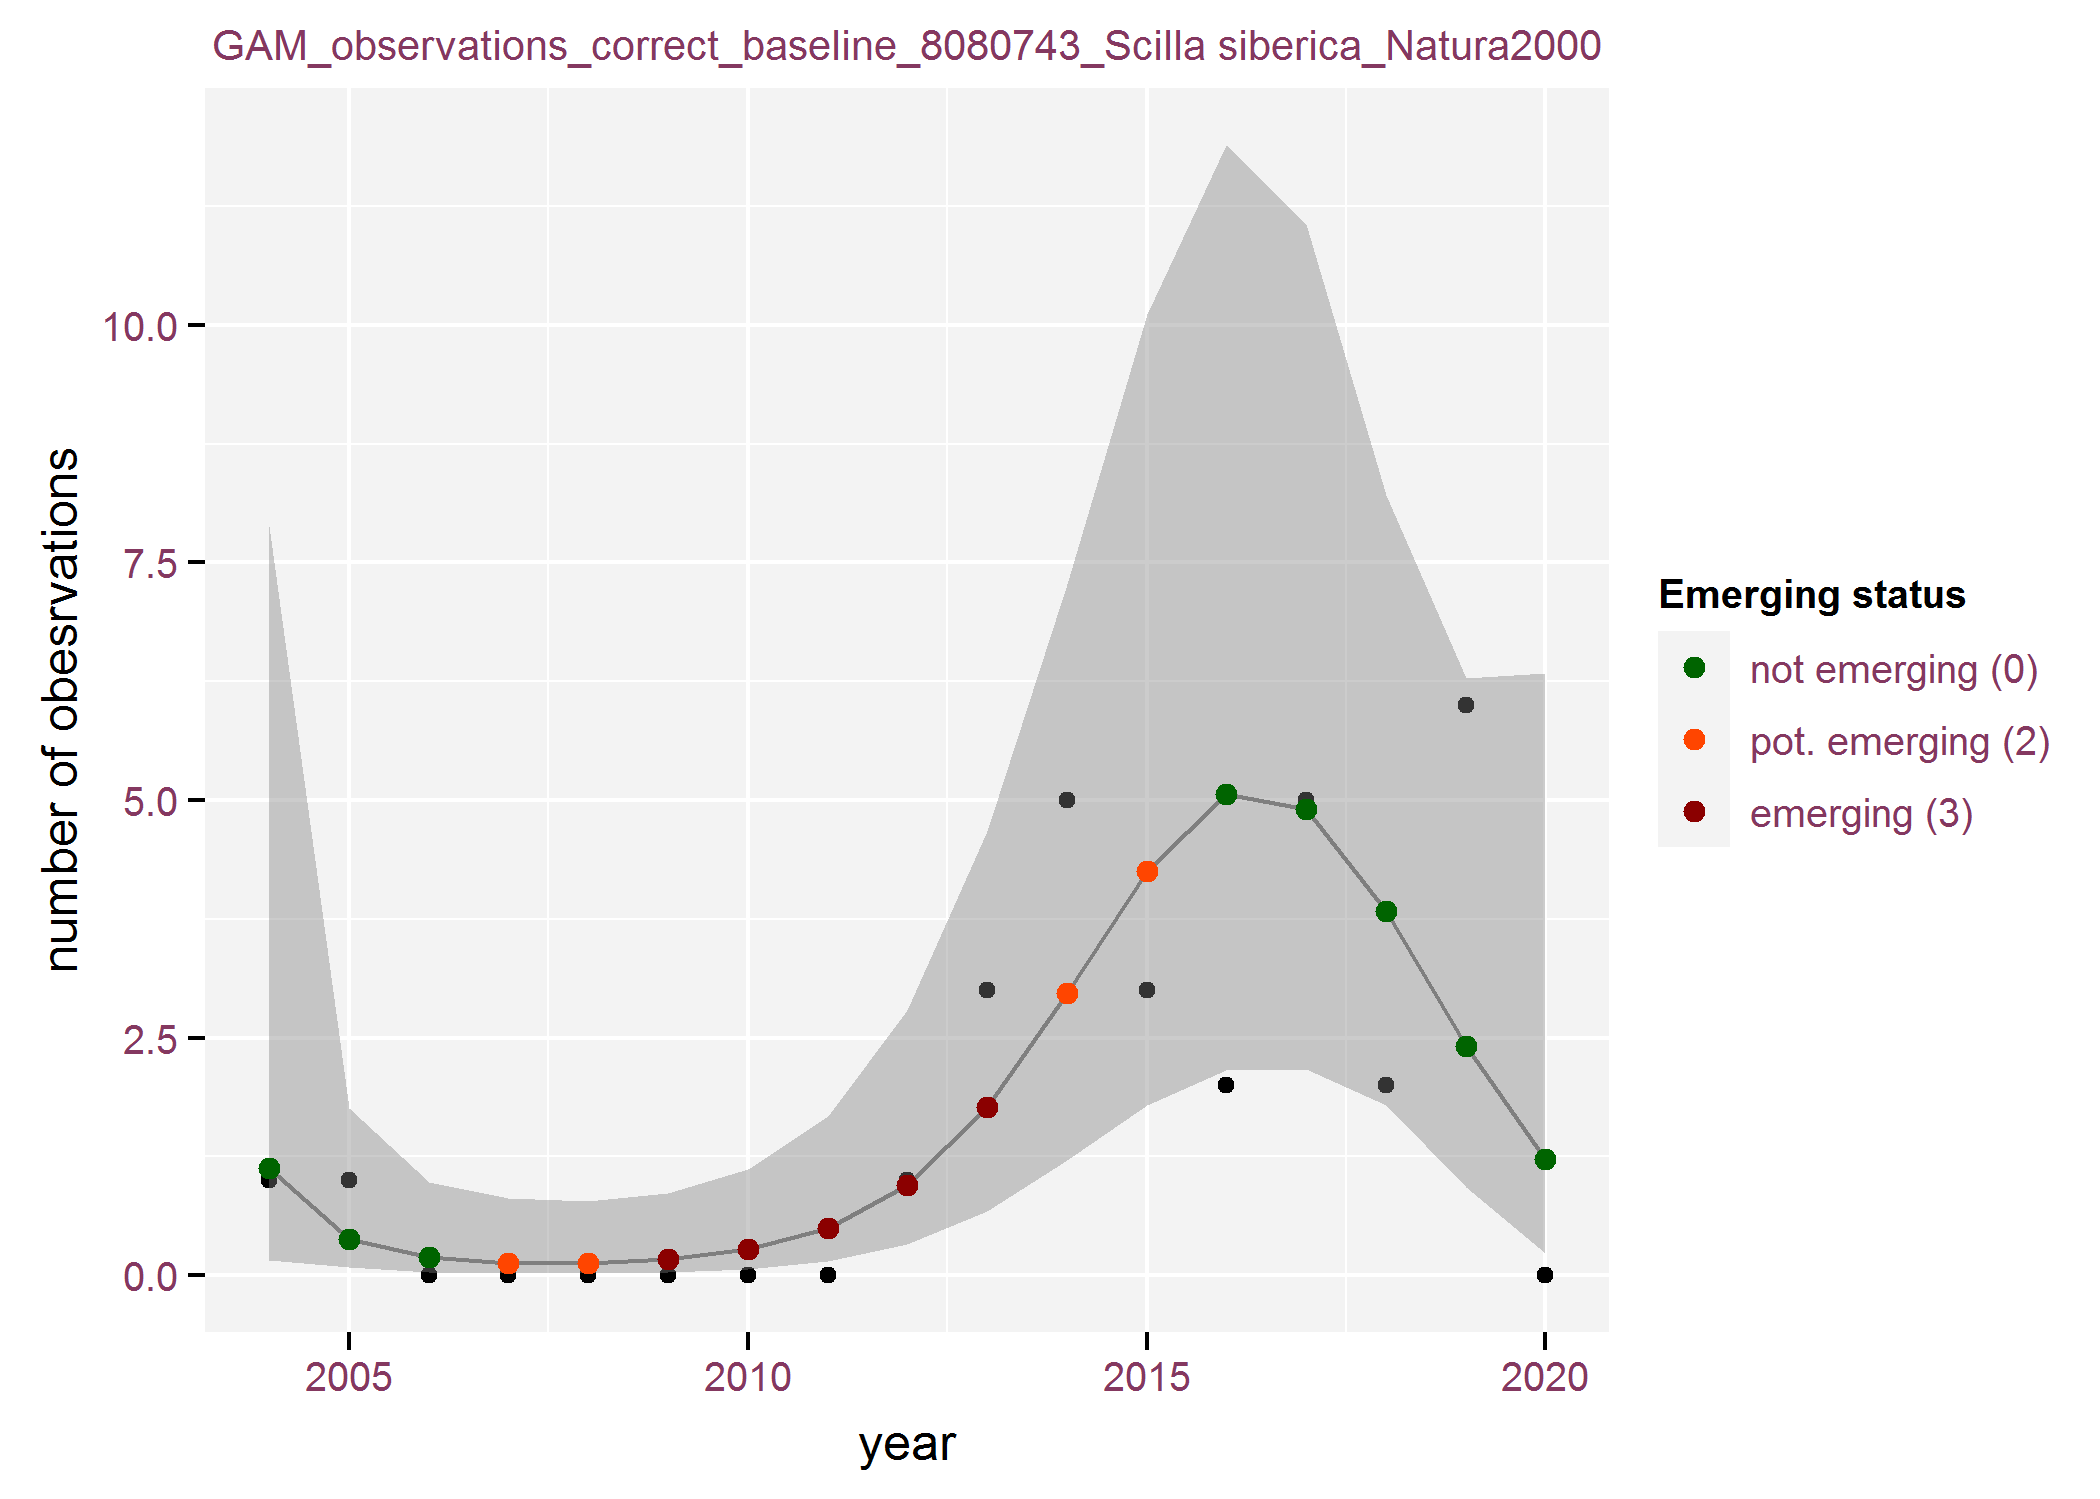 GAM_observations_correct_baseline_8080743_Scilla siberica_Natura2000
10.0
7.5
5.0
2.5
0.0
number of obesrvations
2005
2010
2015
2020
year
Emerging status
not emerging (0)
pot. emerging (2)
emerging (3)